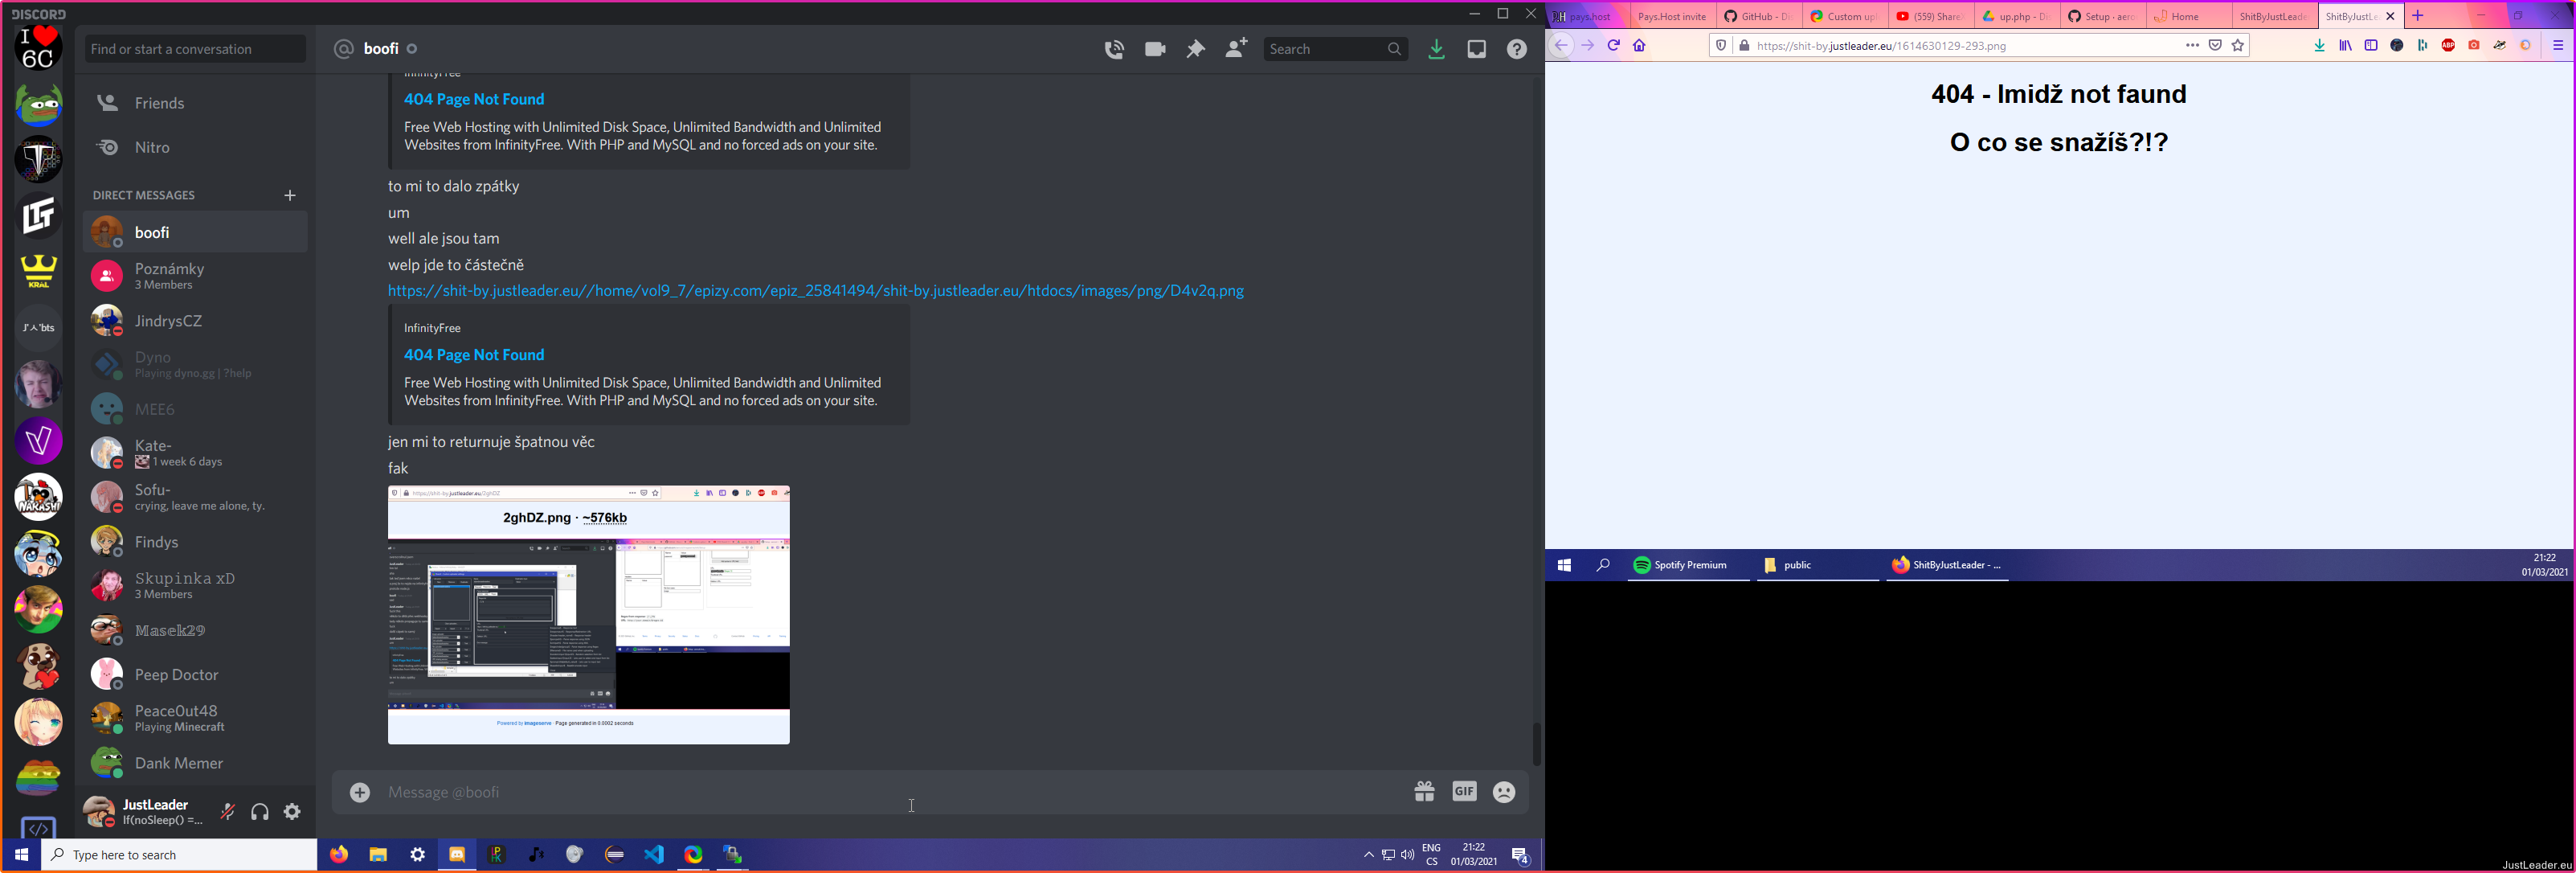 DISCORD
I ❤ 6C
Find or start a conversation
Friends
Nitro
DIRECT MESSAGES
boofi
Poznámky
3 Members
JindrysCZ
Dyno
Playing dyno.gg | ?help
MEE6
Kate-
1 week 6 days
Sofu-
crying, leave me alone, ty.
Findys
Skupinka xD
3 Members
Masek29
Peep Doctor
PeaceOut48
Playing Minecraft
Dank Memer
JustLeader
If(noSleep() =...
KRAL
NAKASHI
boofi
Search
InfinityFree
404 Page Not Found
Free Web Hosting with Unlimited Disk Space, Unlimited Bandwidth and Unlimited
Websites from InfinityFree. With PHP and MySQL and no forced ads on your site.
to mi to dalo zpátky
um
well ale jsou tam
welp jde to částečně
https://shit-by.justleader.eu//home/vol9_7/epizy.com/epiz_25841494/shit-by.justleader.eu/htdocs/images/png/D4v2q.png
InfinityFree
404 Page Not Found
Free Web Hosting with Unlimited Disk Space, Unlimited Bandwidth and Unlimited
Websites from InfinityFree. With PHP and MySQL and no forced ads on your site.
jen mi to returnuje špatnou věc
fak
https://shit-by.justleader.eu/2ghDZ
2ghDZ.png · ~576kb
Powered by imageserve Page generated in 0.0002 seconds
Message @boofi
GIF
Type here to search
ENG
CS
21:22
01/03/2021
4
pays.host
Pays.Host invite
GitHub - Di
Custom upl
(559) ShareX
up.php - Di
Setup · aero
Home
ShitByJustLeade
ShitByJustLe
https://shit-by.justleader.eu/1614630129-293.png
ABP
404 - Imidž not faund
O co se snažíš?!?
Spotify Premium
public
ShitByJustLeader - ...
21:22
01/03/2021
JustLeader.eu